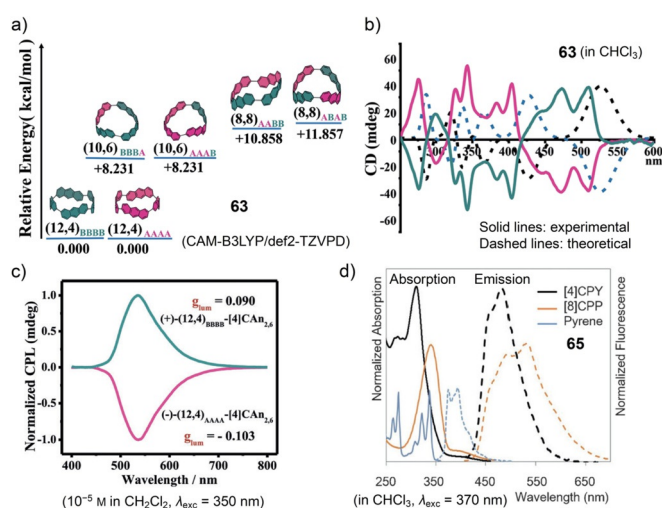 a)
Relative Energy( kcal/mol)
(12,4)BBBB
0.000
(12,4)AAAA
0.000
(10,6)BBBA
+8.231
(10,6)AAAB
+8.231
(8,8)AABB
+10.858
(8,8)ABAB
+11.857
63
(CAM-B3LYP/def2-TZVPD)
b)
63 (in CHCl3)
CD (mdeg)
60
40
20
0
-20
-40
-60
300
350
400
450
500
550
600
nm
Solid lines: experimental
Dashed lines: theoretical
c)
Normalized CPL (mdeg)
1.0
0.5
0.0
-0.5
-1.0
glum = 0.090
(+)-(12,4)BBBB-[4]CAn2,6
(-)-(12,4)AAAA-[4]CAn2,6
glum = - 0.103
400 500 600 700 800
Wavelength / nm
(10−5 M in CH2Cl2, λexc = 350 nm)
d)
Absorption Emission
[4]CPY
[8]CPP
Pyrene
65
Normalized Absorption
Normalized Fluorescence
250 350 450 550 650
Wavelength (nm)
(in CHCl3, λexc = 370 nm)